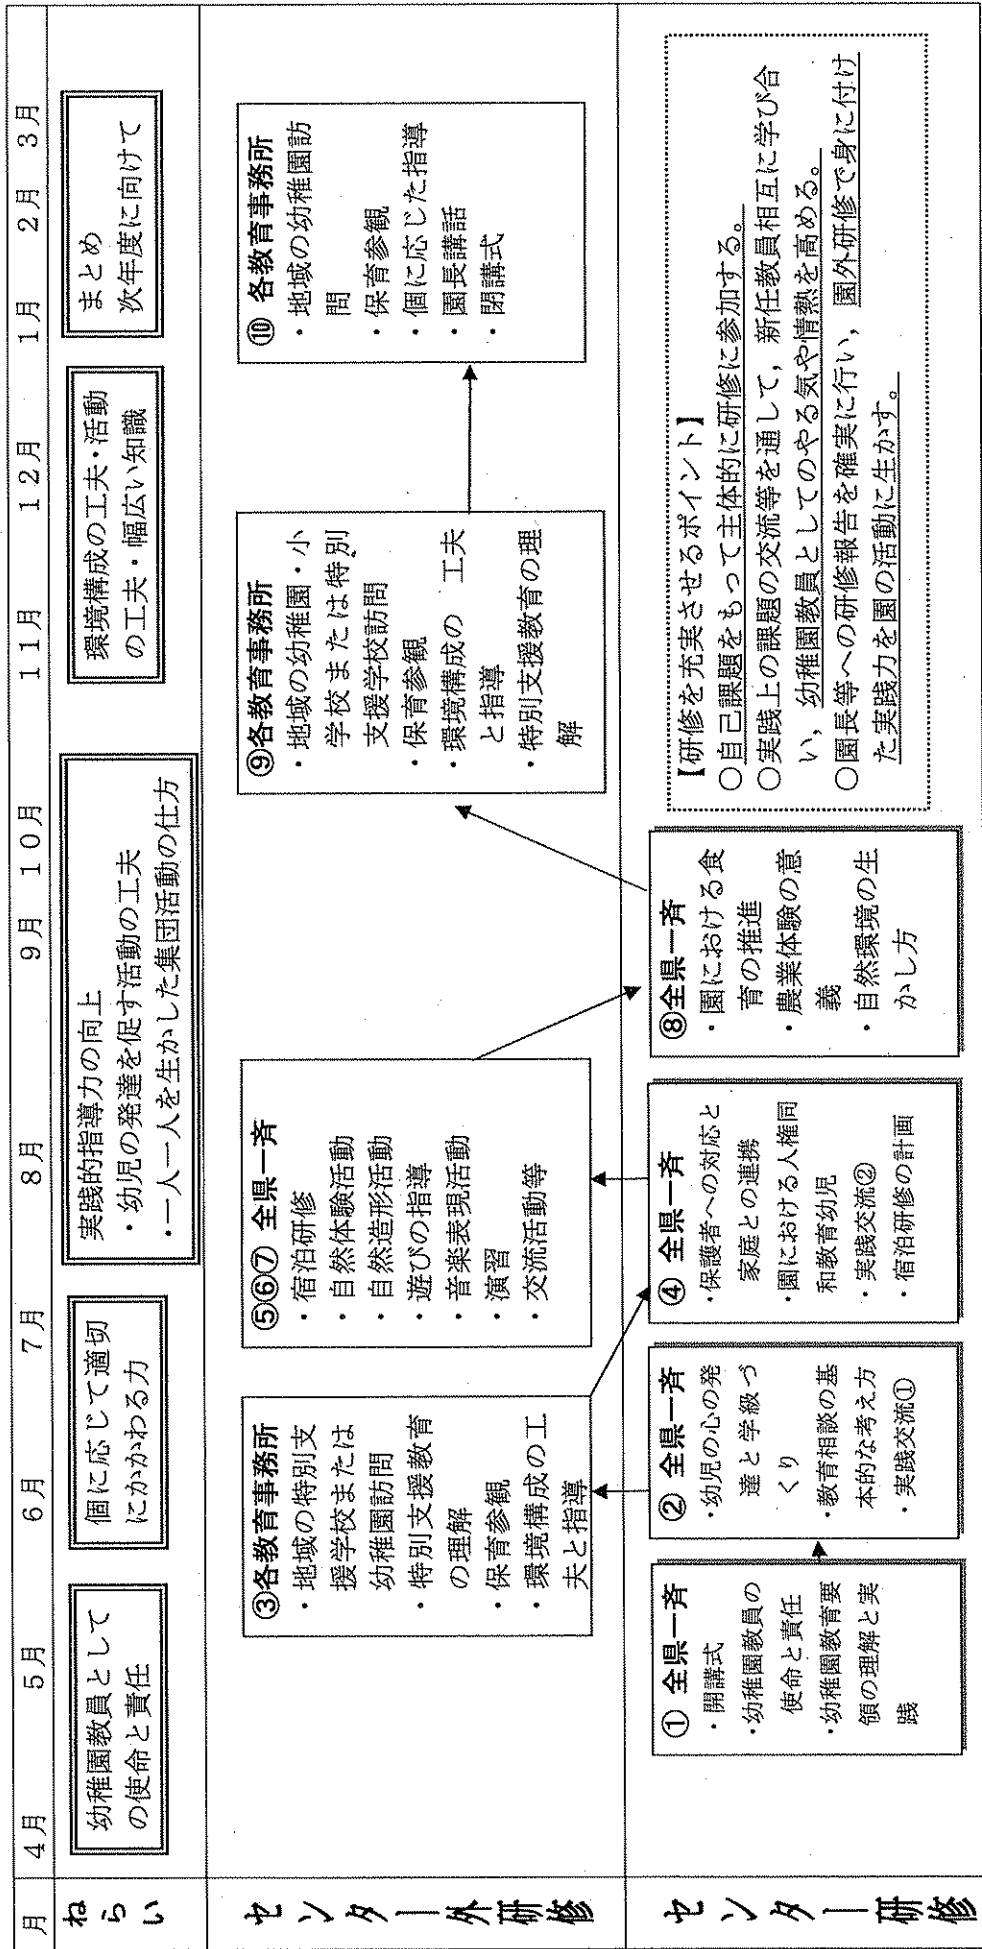 月
4月
5月
6月
7月
8月
9月
10月
11月
12月
1月
2月
3月
ねらい
幼稚園教員として
の使命と責任
個に応じて適切
にかかわる力
実践的指導力の向上
・幼児の発達を促す活動の工夫
・一人一人を生かした集団活動の仕方
環境構成の工夫・活動
の工夫・幅広い知識
まとめ
次年度に向けて
センター外研修
③各教育事務所
・地域の特別支
援学校または
幼稚園訪問
・特別支援教育
の理解
・保育参観
・環境構成の工
夫と指導
⑤⑥⑦ 全県一斉
・宿泊研修
・自然体験活動
・自然造形活動
・遊びの指導
・音楽表現活動
・演習
・交流活動等
⑨各教育事務所
・地域の幼稚園・小
学校または特別
支援学校訪問
・保育参観
・環境構成の 工夫
と指導
・特別支援教育の理
解
⑩ 各教育事務所
・地域の幼稚園訪
問
・保育参観
・個に応じた指導
・園長講話
・閉講式
センター研修
① 全県一斉
・開講式
・幼稚園教員の
使命と責任
・幼稚園教育要
領の理解と実
践
② 全県一斉
・幼児の心の発
達と学級づ
くり
・教育相談の基
本的な考え方
・実践交流①
④ 全県一斉
・保護者への対応と
家庭との連携
・園における人権同
和教育幼児
・実践交流②
・宿泊研修の計画
⑧全県一斉
・園における食
育の推進
・農業体験の意
義
・自然環境の生
かし方
【研修を充実させるポイント】
○自己課題をもって主体的に研修に参加する。
○実践上の課題の交流等を通して，新任教員相互に学び合
い，幼稚園教員としてのやる気や情熱を高める。
○園長等への研修報告を確実に行い，園外研修で身に付け
た実践力を園の活動に生かす。